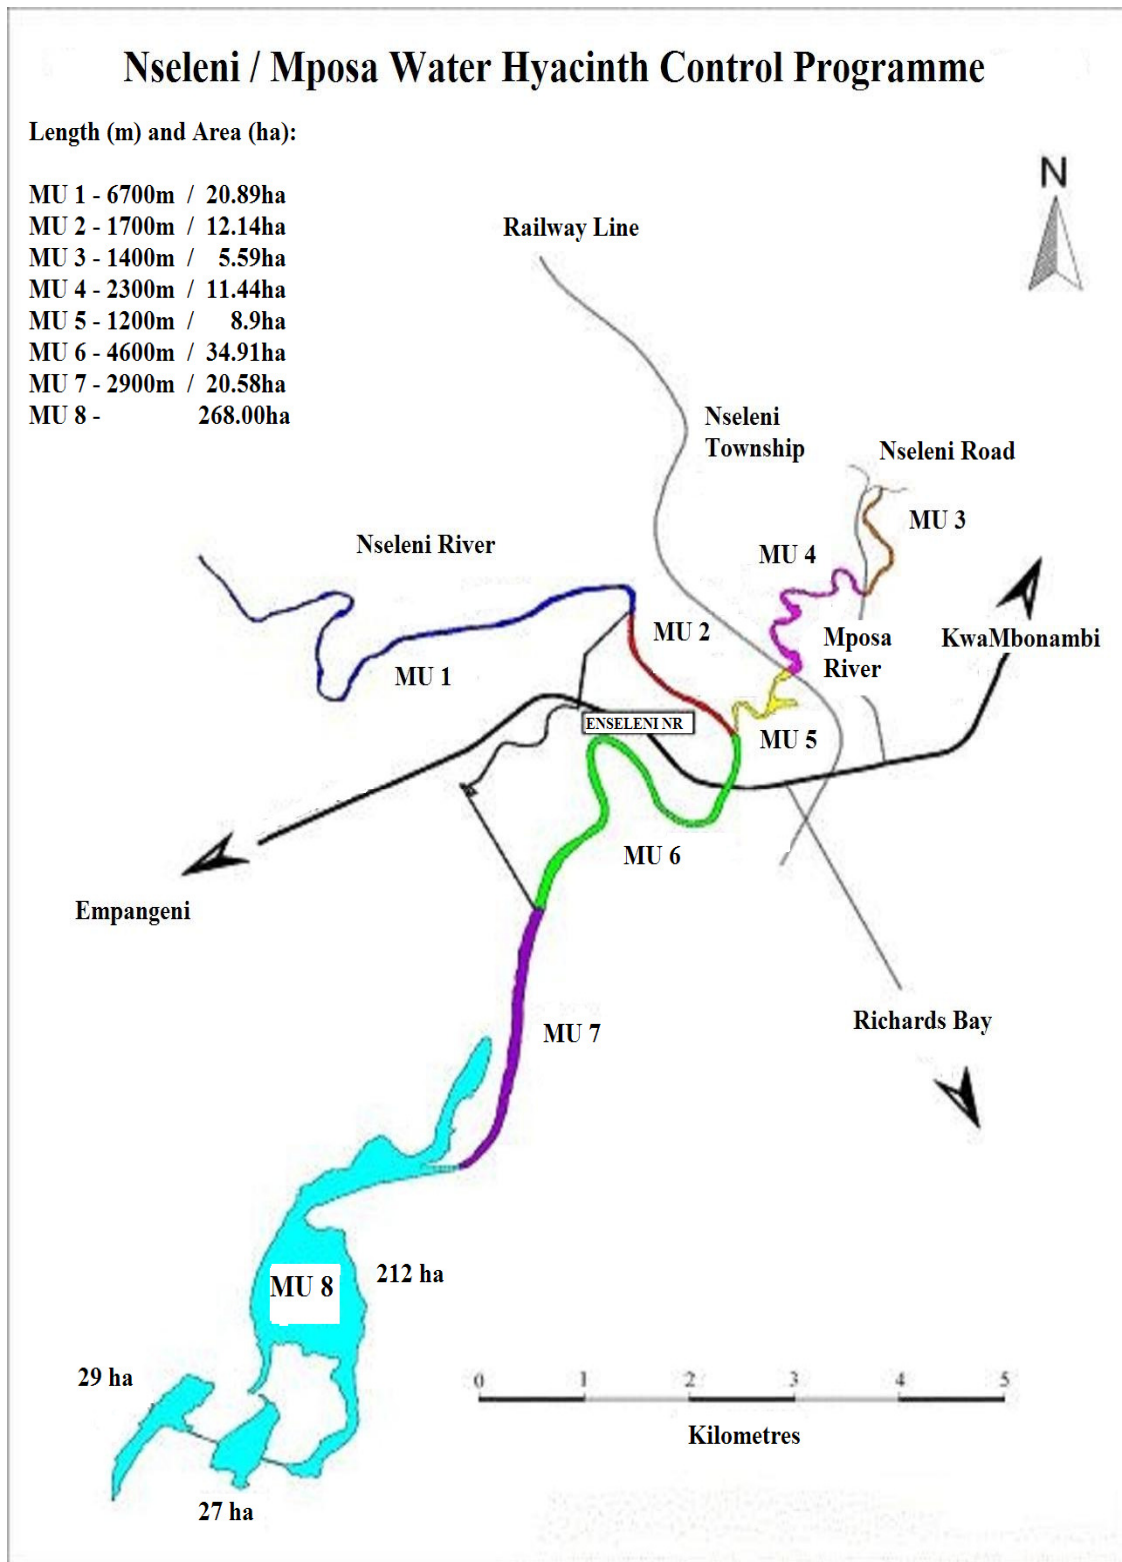 Nseleni / Mposa Water Hyacinth Control Programme
Length (m) and Area (ha):
MU 1 - 6700m / 20.89ha
MU 2 - 1700m / 12.14ha
MU 3 - 1400m / 5.59ha
MU 4 - 2300m / 11.44ha
MU 5 - 1200m / 8.9ha
MU 6 - 4600m / 34.91ha
MU 7 - 2900m / 20.58ha
MU 8 - 268.00ha
N
Railway Line
Nseleni
Township
Nseleni Road
MU 3
Nseleni River
MU 4
MU 2
Mposa
River
KwaMbonambi
MU 1
ENSELENI NR
MU 5
MU 6
Empangeni
Richards Bay
MU 7
MU 8
212 ha
29 ha
0 1 2 3 4 5
Kilometres
27 ha